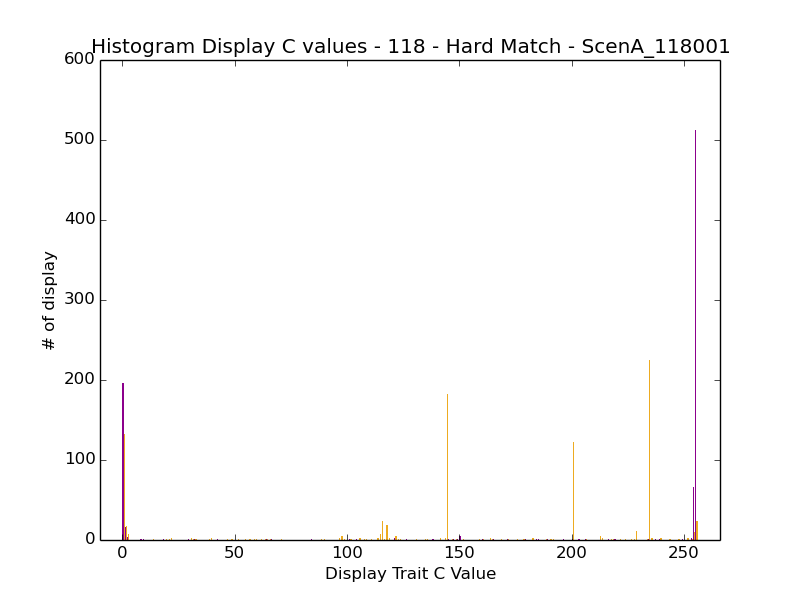 Histogram Display C values - 118 - Hard Match - ScenA_118001
600
500
400
300
200
100
0
# of display
0 50 100 150 200 250
Display Trait C Value